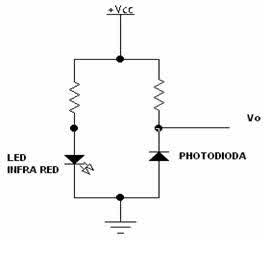 +Vcc
Vo
LED
INFRA RED
PHOTODIODA